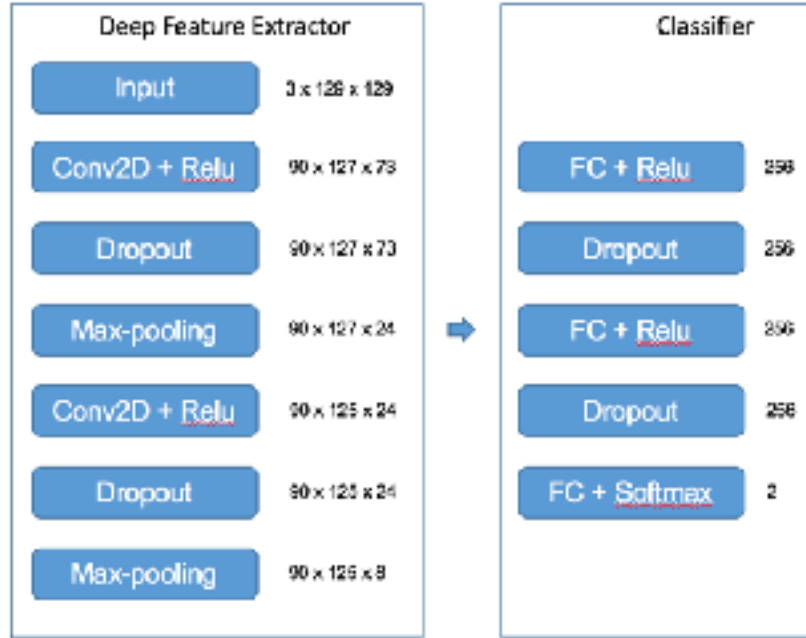 Deep Feature Extractor
Input
Conv2D + Relu 90 x 127 x 73
Dropout 90 x 127 x 73
Max-pooling 90 x 127 x 24
Conv2D + Relu 90 x 125 x 24
Dropout 90 x 125 x 24
Max-pooling 90 x 125 x 8
Classifier
FC + Relu 256
Dropout 256
FC + Relu 256
Dropout 256
FC + Softmax 2